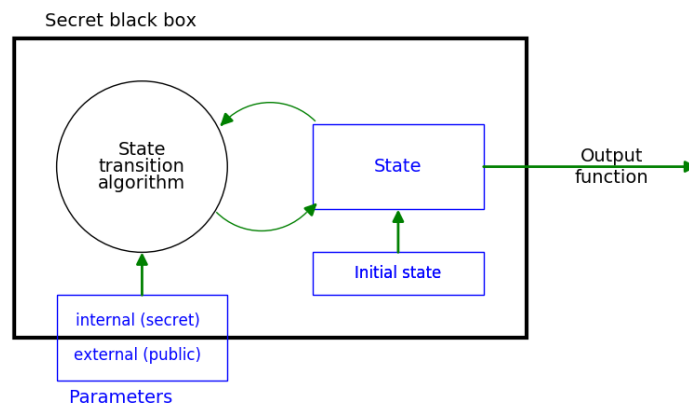 Secret black box
State
transition
algorithm
State
Output
function
Initial state
internal (secret)
external (public)
Parameters